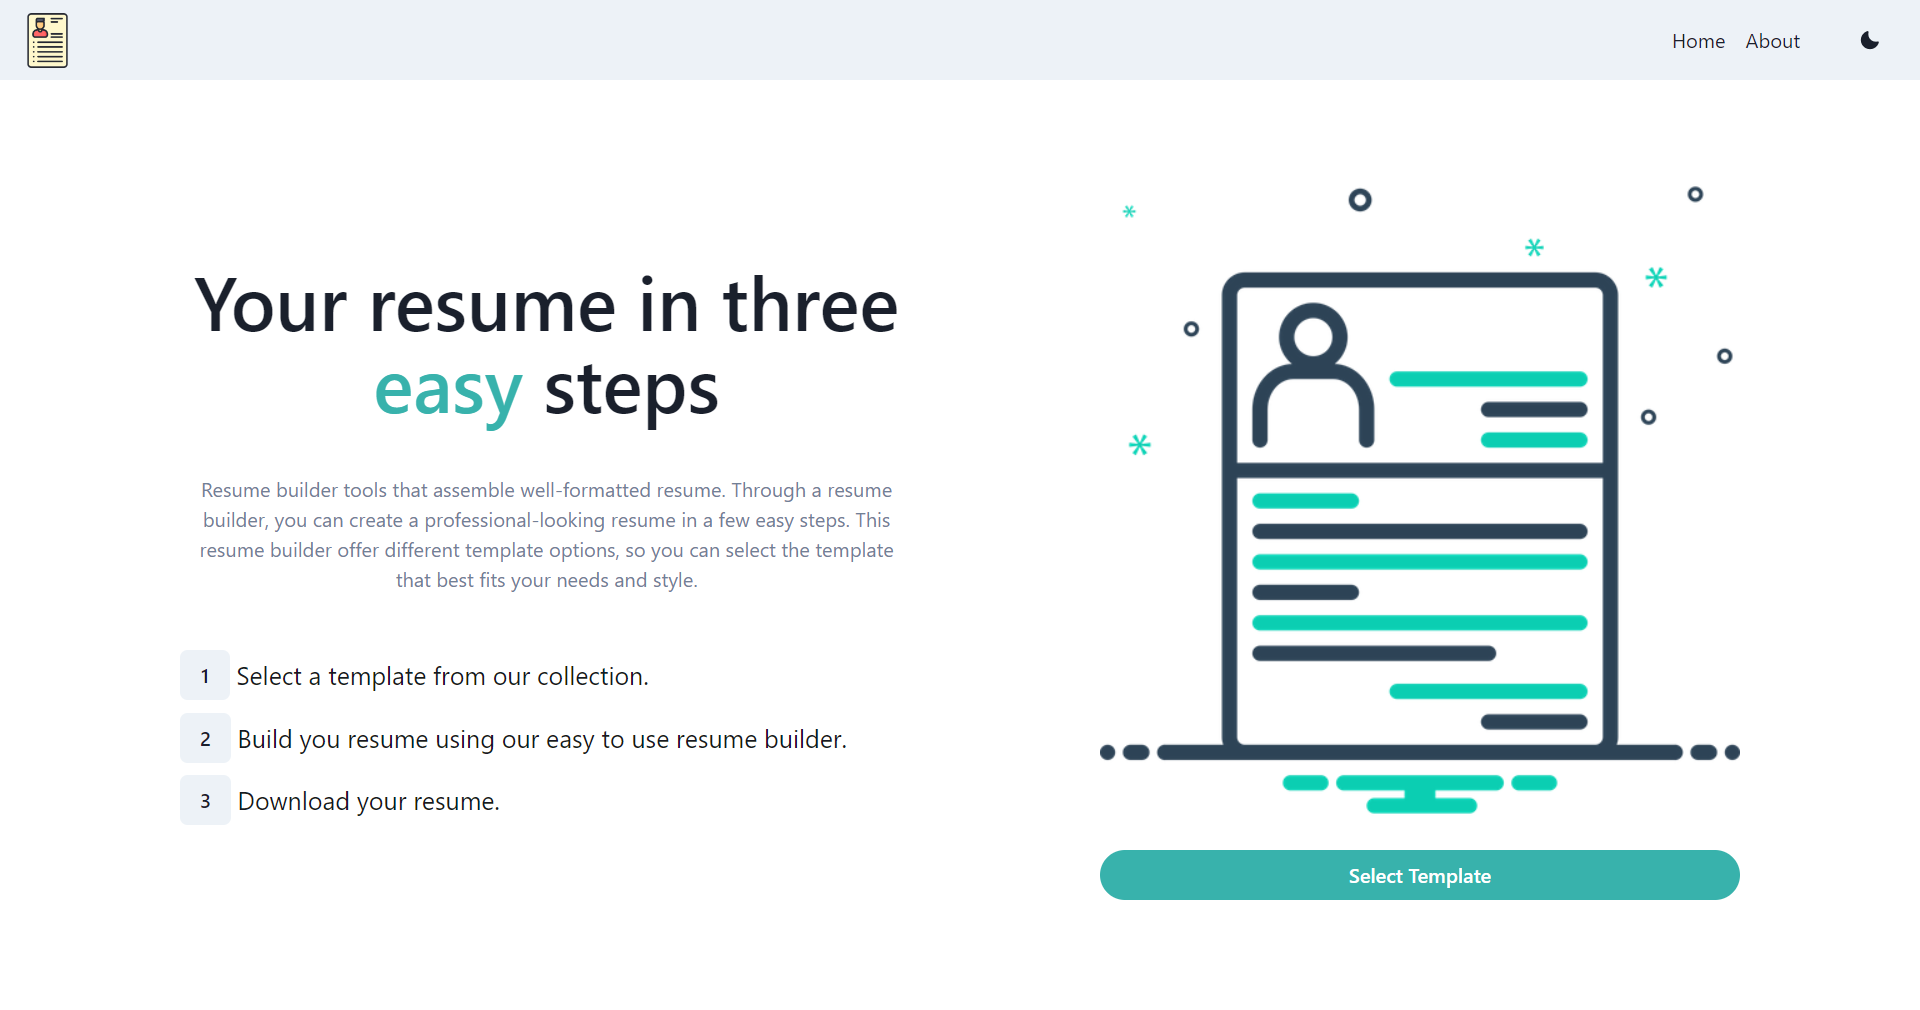 Home About
Your resume in three
easy steps
Resume builder tools that assemble well-formatted resume. Through a resume
builder, you can create a professional-looking resume in a few easy steps. This
resume builder offer different template options, so you can select the template
that best fits your needs and style.
1 Select a template from our collection.
2 Build you resume using our easy to use resume builder.
3 Download your resume.
Select Template